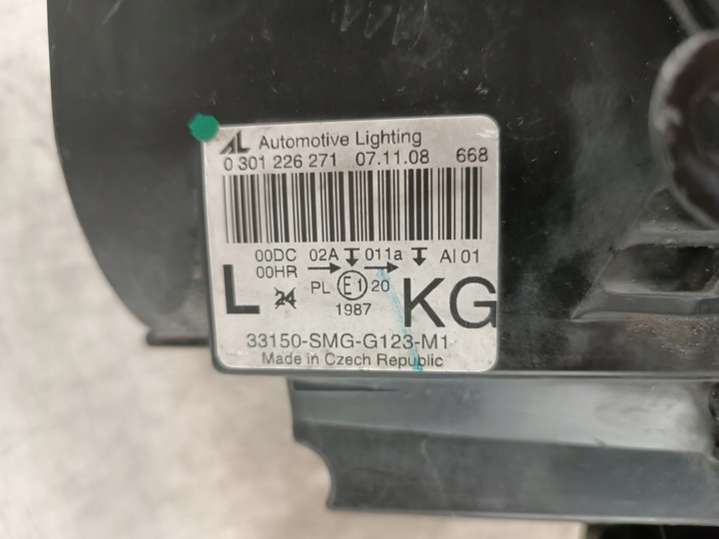 AL Automotive Lighting
0 301 226 271 07.11.08 668
00DC 02A 011a AI 01
00HR
L 24 PL E1 20 KG
1987
33150-SMG-G123-M1
Made in Czech Republic